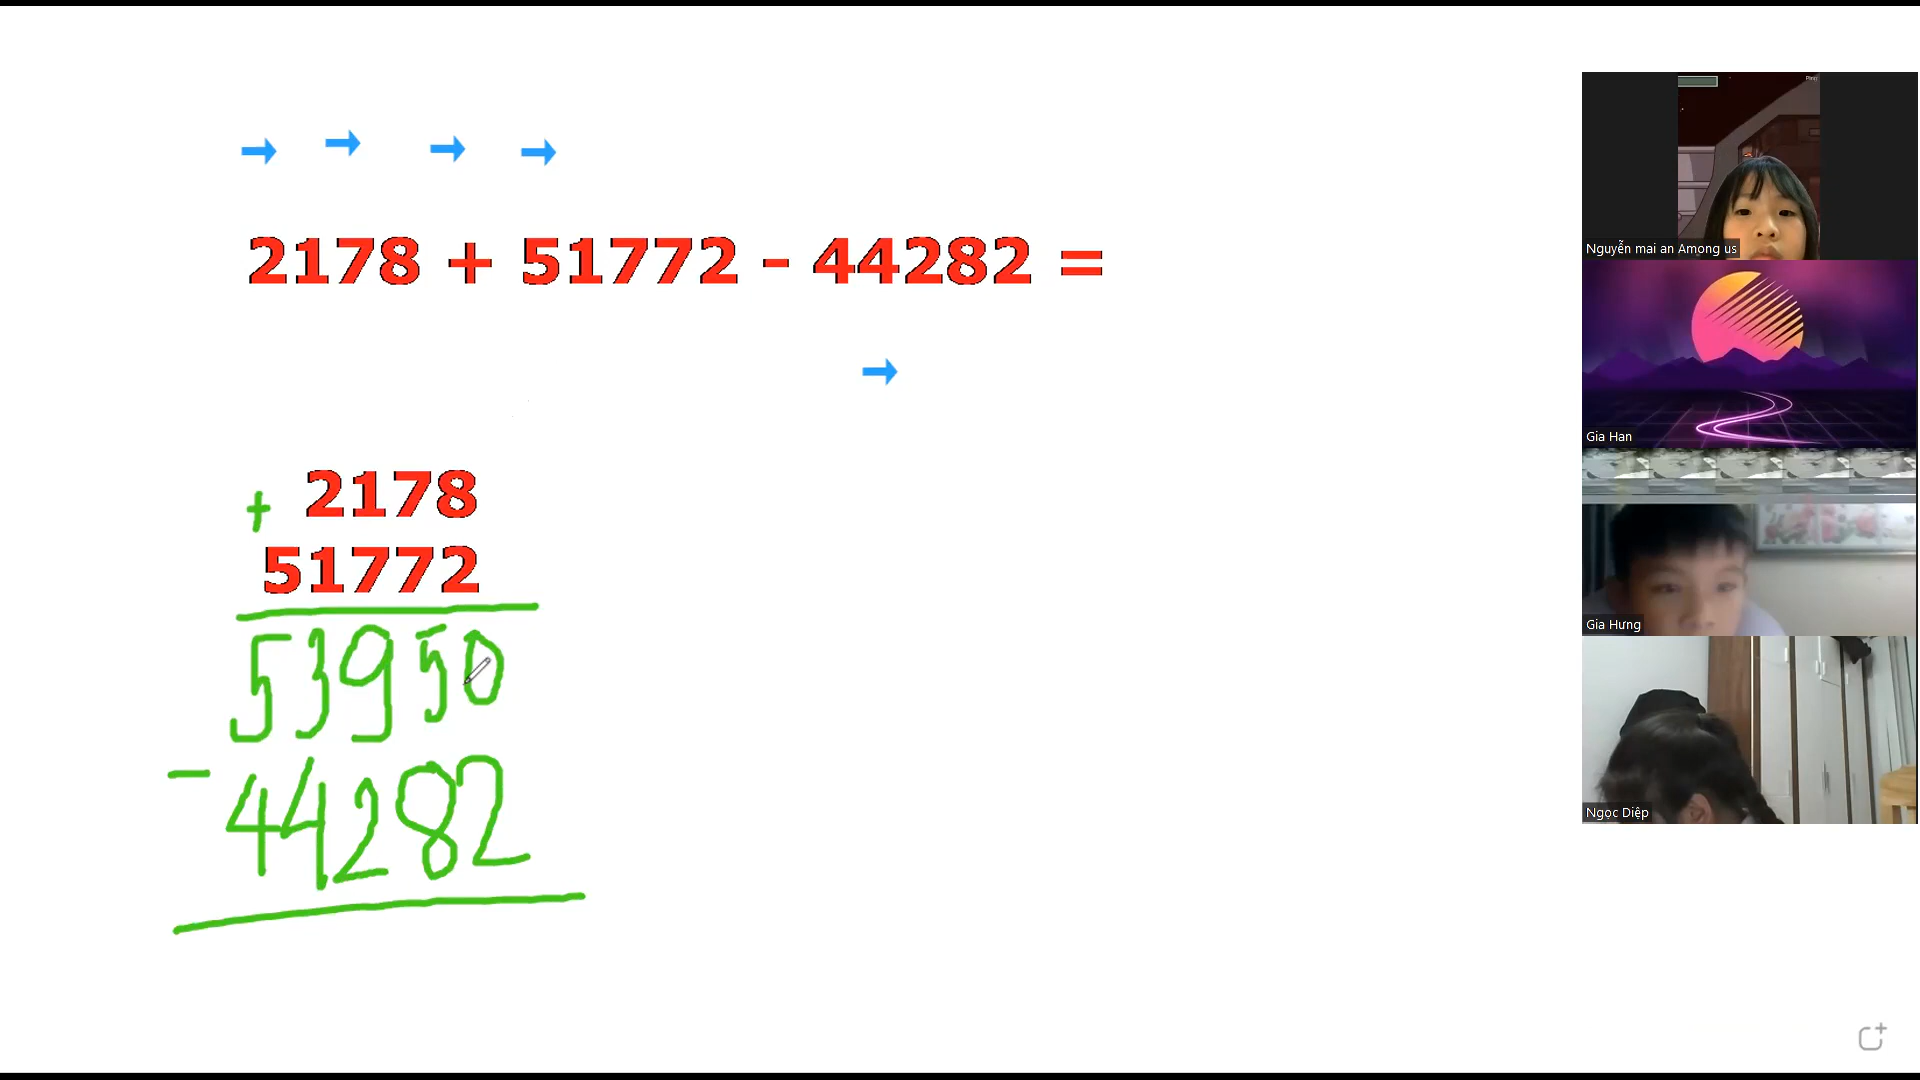 2178 + 51772 - 44282 =
+ 2178
51772
53950
- 44282
Nguyễn mai an Among us
Gia Han
Gia Hưng
Ngọc Diệp